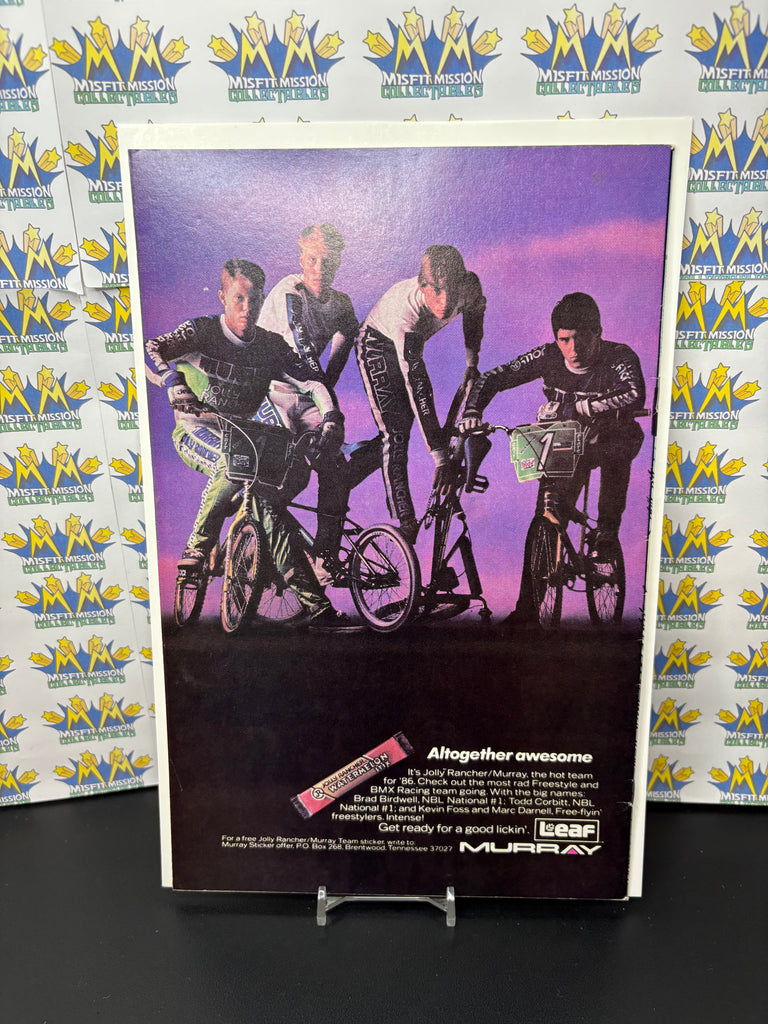 MISFIT MISSION
COLLECTABLES
MURRAY
JOLLY RANCHER
1
JOLLY RANCHER
WATERMELON
Altogether awesome
It's Jolly Rancher/Murray, the hot team
for '86. Check out the most rad Freestyle and
BMX Racing team going. With the big names:
Brad Birdwell, NBL National #1; Todd Corbitt, NBL
National #1; and Kevin Foss and Marc Darnell, Free-flyin'
freestylers. Intense!
Get ready for a good lickin'.
Leaf
For a free Jolly Rancher/Murray Team sticker, write to:
Murray Sticker offer, P.O. Box 268, Brentwood, Tennessee 37027
MURRAY